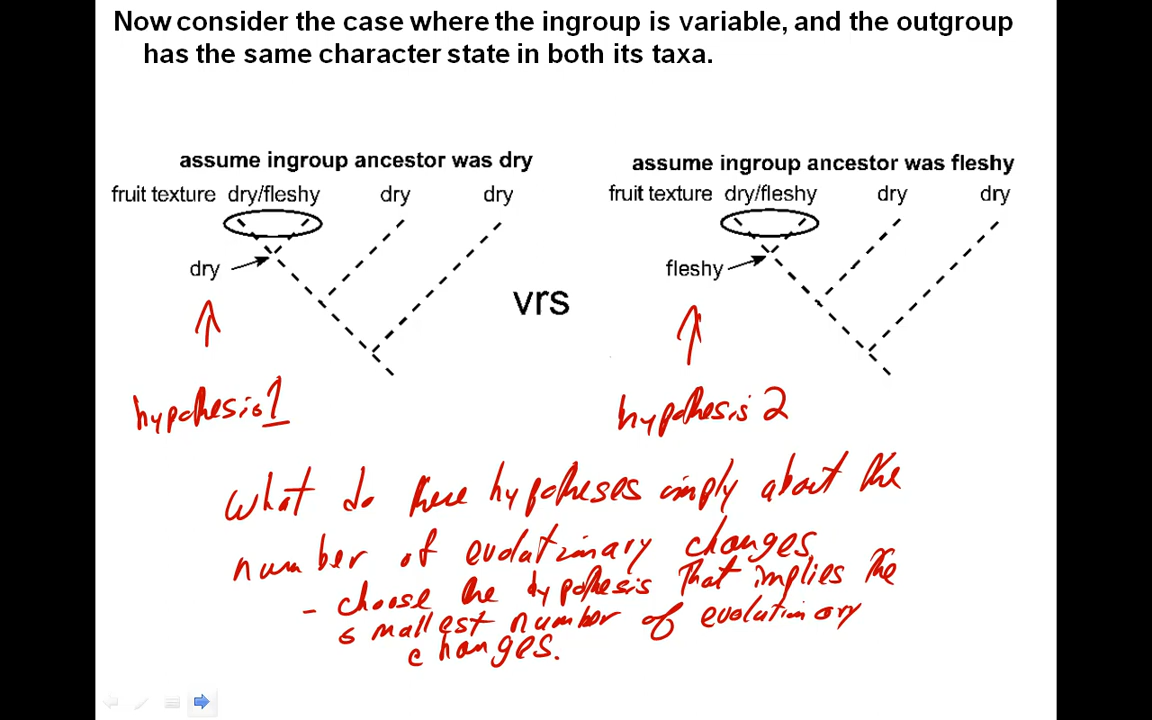 Now consider the case where the ingroup is variable, and the outgroup
has the same character state in both its taxa.
assume ingroup ancestor was dry
fruit texture dry/fleshy dry dry
dry
hypothesis 1
vrs
assume ingroup ancestor was fleshy
fruit texture dry/fleshy dry dry
fleshy
hypothesis 2
What do these hypotheses imply about the
number of evolutionary changes.
- choose the hypothesis that implies the
smallest number of evolutionary
changes.